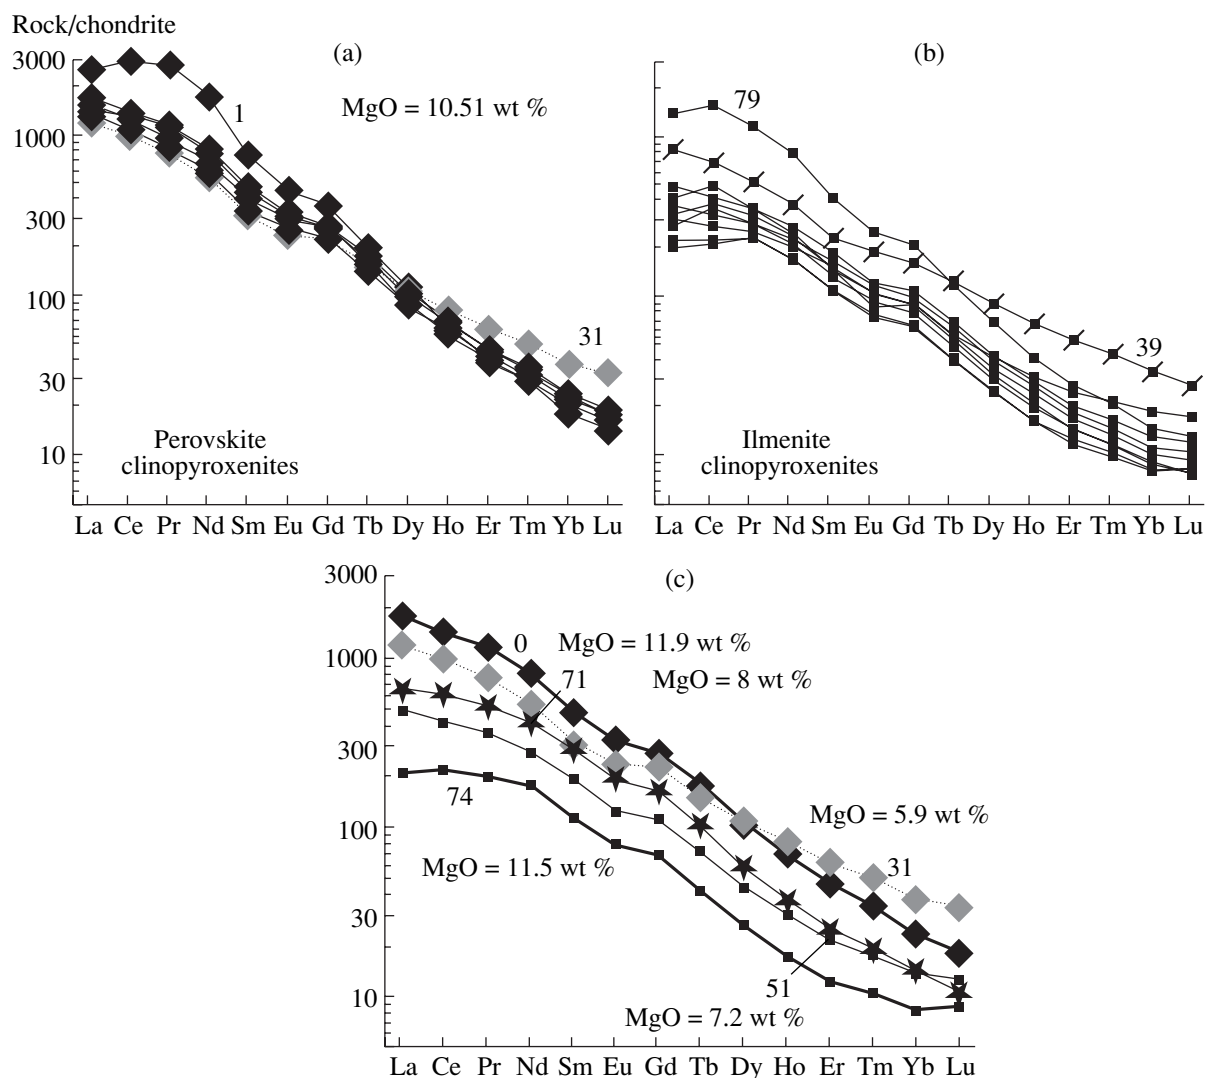 Rock/chondrite
(a)
3000
1000
300
100
30
10
1
MgO = 10.51 wt %
31
Perovskite
clinopyroxenites
La Ce Pr Nd Sm Eu Gd Tb Dy Ho Er Tm Yb Lu
(b)
79
39
Ilmenite
clinopyroxenites
La Ce Pr Nd Sm Eu Gd Tb Dy Ho Er Tm Yb Lu
(c)
3000
1000
300
100
30
10
0
MgO = 11.9 wt %
71
MgO = 8 wt %
74
MgO = 5.9 wt %
31
MgO = 11.5 wt %
51
MgO = 7.2 wt %
La Ce Pr Nd Sm Eu Gd Tb Dy Ho Er Tm Yb Lu